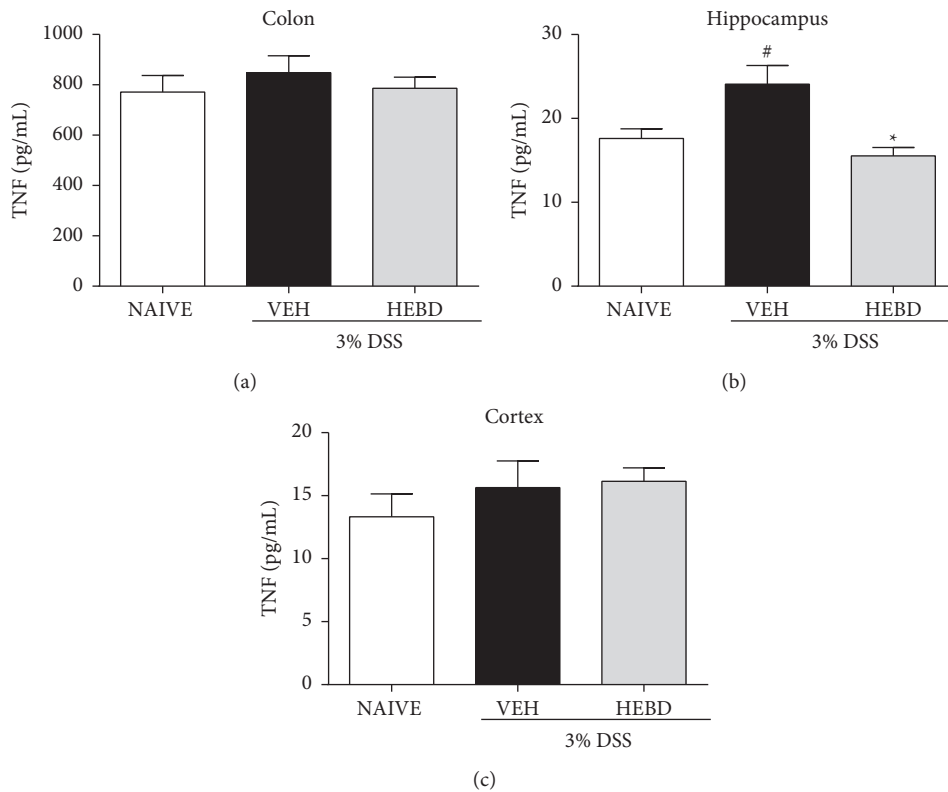 Colon
1000
800
600
400
200
0
TNF (pg/mL)
NAIVE VEH HEBD
3% DSS
(a)
Hippocampus
30
20
10
0
TNF (pg/mL)
#
*
NAIVE VEH HEBD
3% DSS
(b)
Cortex
20
15
10
5
0
TNF (pg/mL)
NAIVE VEH HEBD
3% DSS
(c)